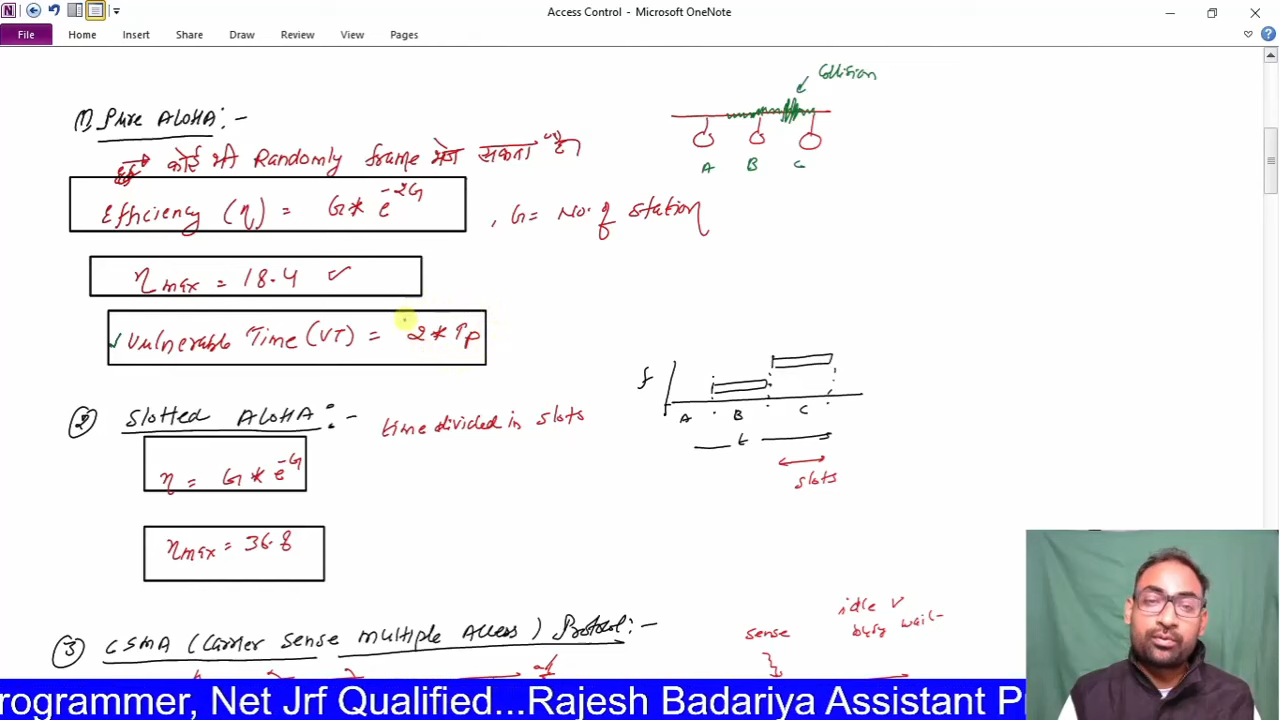 Access Control - Microsoft OneNote
File Home Insert Share Draw Review View Pages
Collision
(1) Pure ALOHA :-
A B C
कोई भी Randomly frame भेज सकता है।
Efficiency (η) = G * e^-2G , G = No. of station
ηmax = 18.4 ✓
✓ Vulnerable Time (VT) = 2 * Tp
f
A B C
t
slots
(2) Slotted ALOHA :- time divided in slots
η = G * e^-G
ηmax = 36.8
(3) CSMA (Carrier sense multiple Access) Protocol :-
sense
idle ✓
busy wait-
rogrammer, Net Jrf Qualified...Rajesh Badariya Assistant P